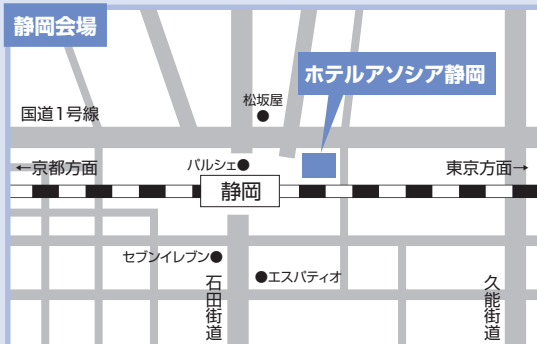 静岡会場
ホテルアソシア静岡
松坂屋
国道1号線
←京都方面
パルシェ
東京方面→
静岡
セブンイレブン
エスパティオ
石田街道
久能街道